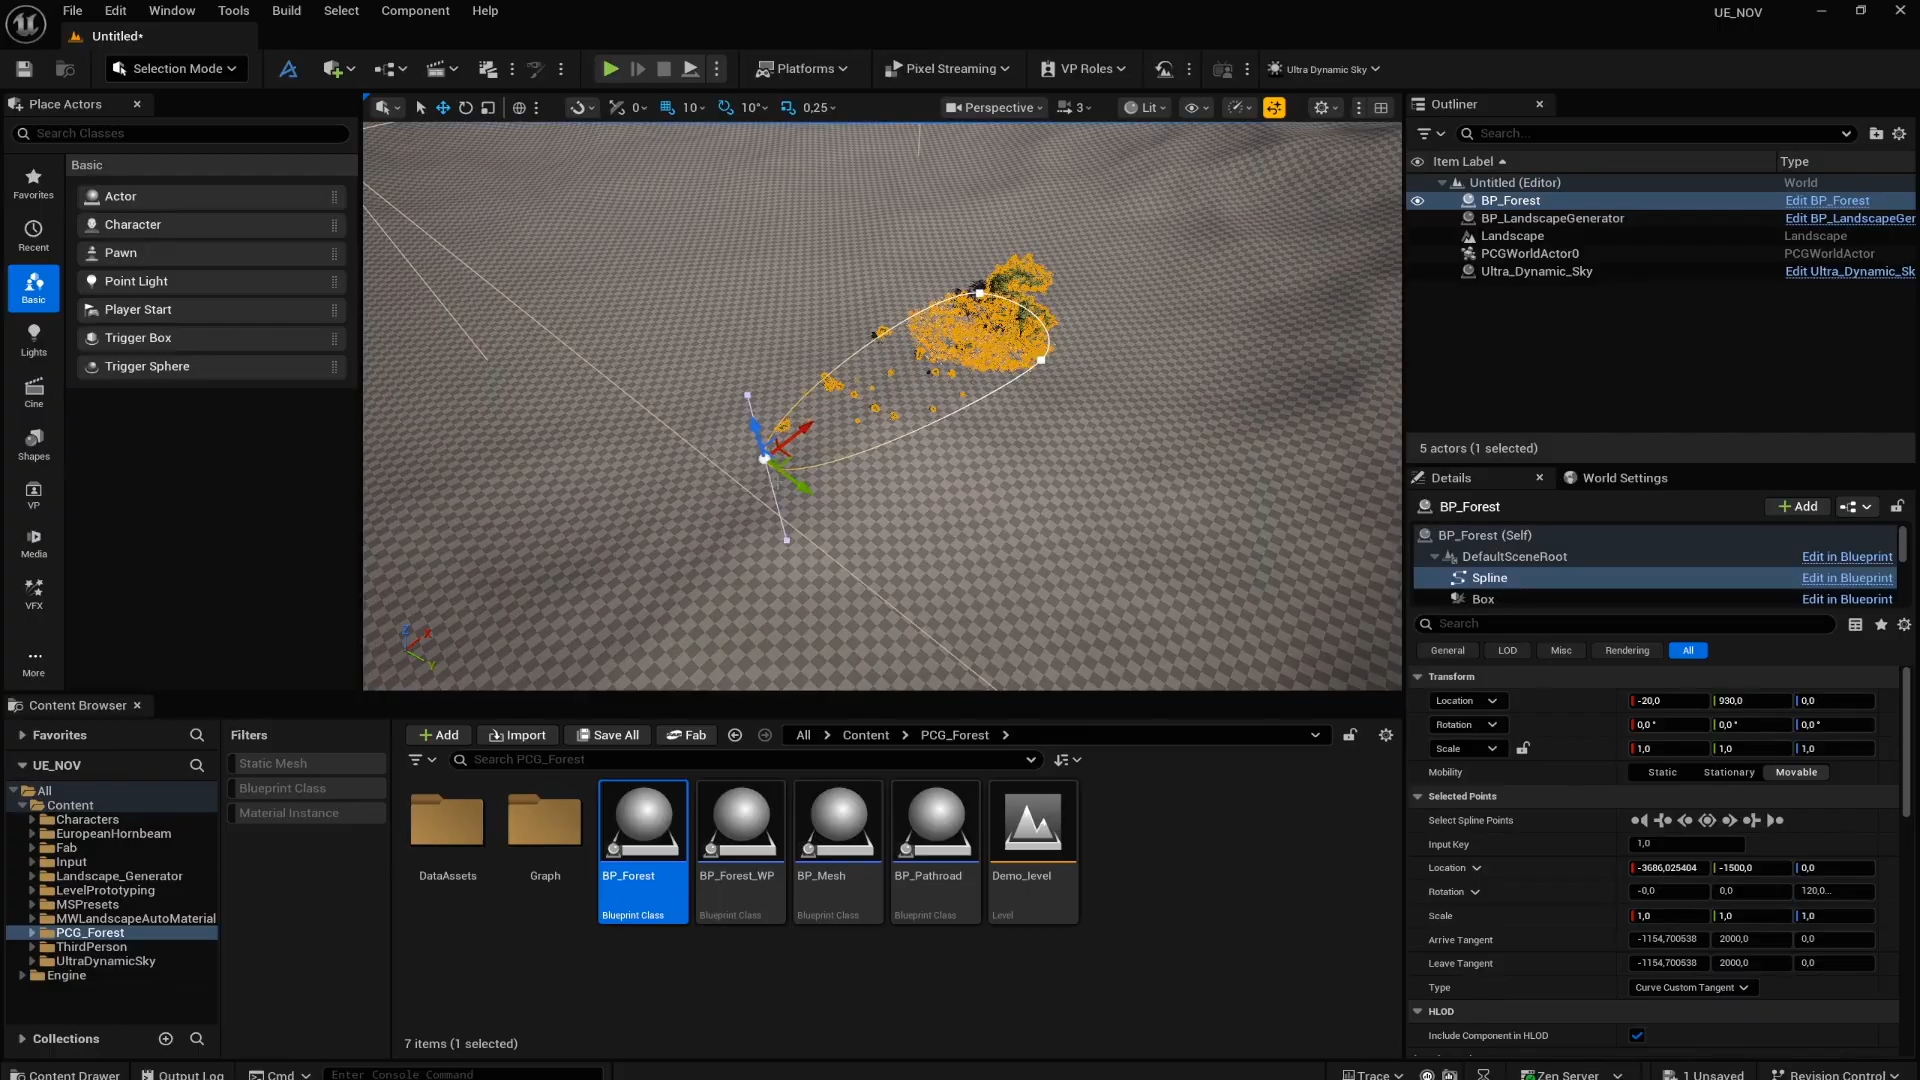 File Edit Window Tools Build Select Component Help
UE_NOV
Untitled*
Selection Mode
Platforms
Pixel Streaming
VP Roles
Ultra Dynamic Sky
Place Actors
Search Classes
Favorites
Recent
Basic
Lights
Cine
Shapes
VP
Media
VFX
More
Basic
Actor
Character
Pawn
Point Light
Player Start
Trigger Box
Trigger Sphere
0
10
10°
0,25
Perspective
3
Lit
Z
X
Y
Outliner
Search...
Item Label Type
Untitled (Editor) World
BP_Forest Edit BP_Forest
BP_LandscapeGenerator Edit BP_LandscapeGer
Landscape Landscape
PCGWorldActor0 PCGWorldActor
Ultra_Dynamic_Sky Edit Ultra_Dynamic_Sk
5 actors (1 selected)
Details World Settings
BP_Forest Add
BP_Forest (Self)
DefaultSceneRoot Edit in Blueprint
Spline Edit in Blueprint
Box Edit in Blueprint
Search
General LOD Misc Rendering All
Transform
Location -20,0 930,0 0,0
Rotation 0,0 ° 0,0 ° 0,0 °
Scale 1,0 1,0 1,0
Mobility Static Stationary Movable
Selected Points
Select Spline Points
Input Key 1,0
Location -3686,025404 -1500,0 0,0
Rotation -0,0 0,0 120,0...
Scale 1,0 1,0 1,0
Arrive Tangent -1154,700538 2000,0 0,0
Leave Tangent -1154,700538 2000,0 0,0
Type Curve Custom Tangent
HLOD
Include Component in HLOD
Content Browser
Favorites
UE_NOV
All
Content
Characters
EuropeanHornbeam
Fab
Input
Landscape_Generator
LevelPrototyping
MSPresets
MWLandscapeAutoMaterial
PCG_Forest
ThirdPerson
UltraDynamicSky
Engine
Collections
Filters
Static Mesh
Blueprint Class
Material Instance
Add Import Save All Fab All Content PCG_Forest
Search PCG_Forest
DataAssets
Graph
BP_Forest
Blueprint Class
BP_Forest_WP
Blueprint Class
BP_Mesh
Blueprint Class
BP_Pathroad
Blueprint Class
Demo_level
Level
7 items (1 selected)
Content Drawer Output Log Cmd Enter Console Command Trace Zen Server 1 Unsaved Revision Control